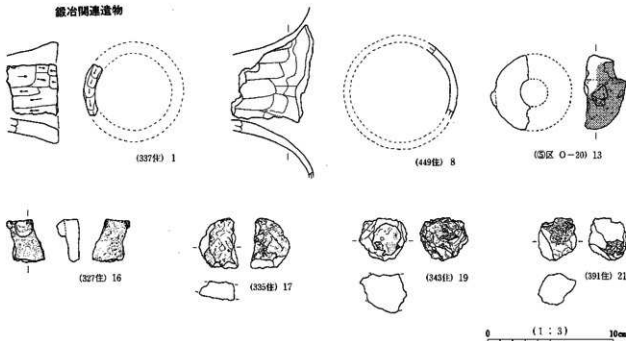 鍛冶関連遺物
(337住) 1
(449住) 8
(⑤区 O-20) 13
(327住) 16
(335住) 17
(343住) 19
(391住) 21
0 (1:3) 10cm